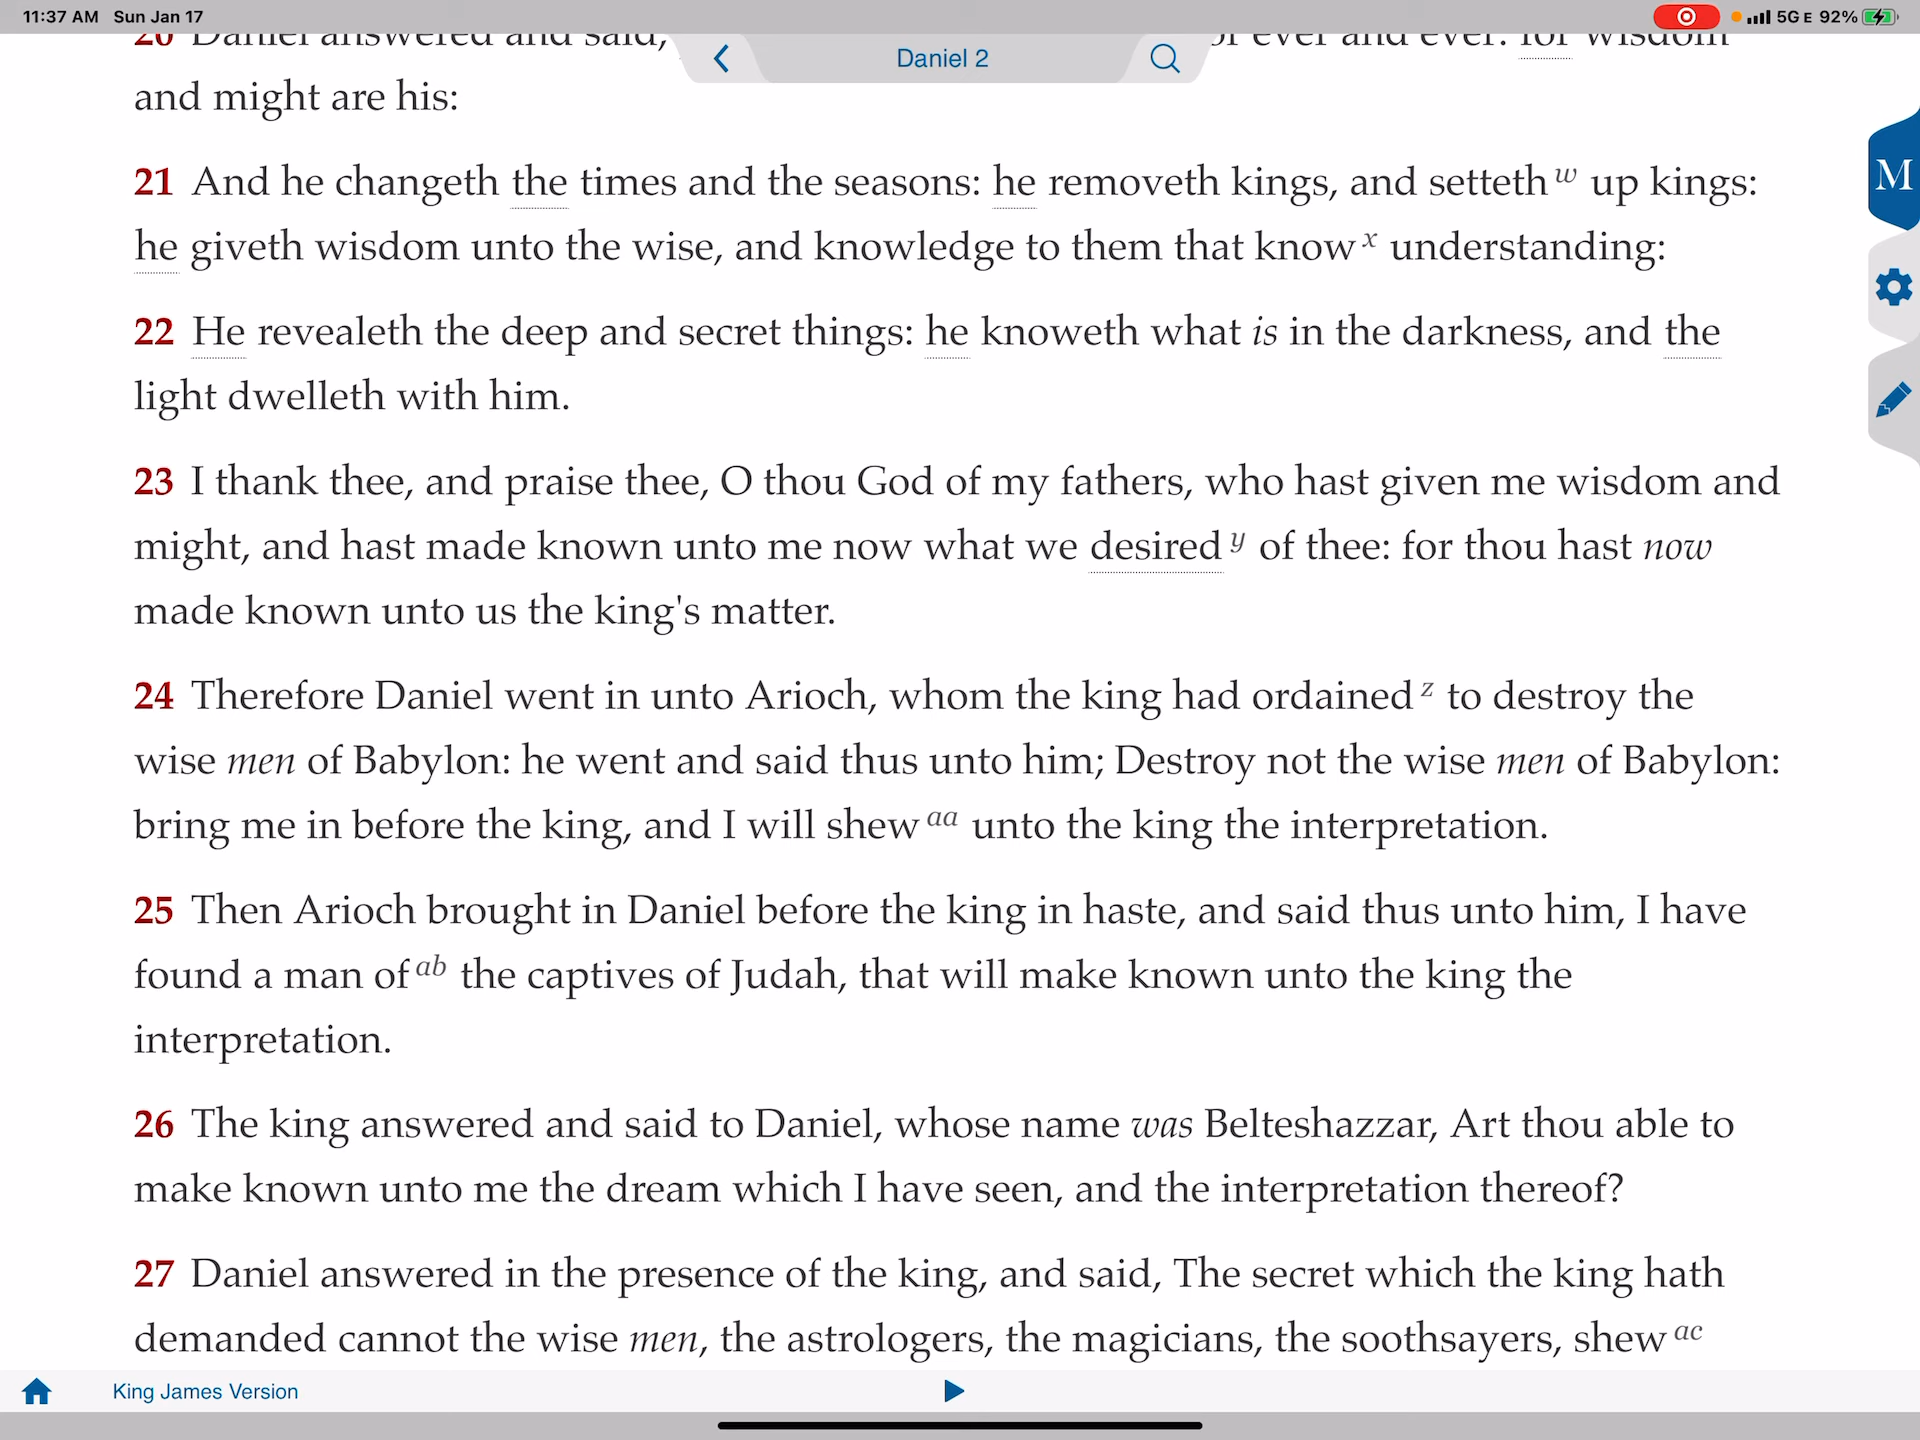 11:37 AM Sun Jan 17 5G E 92%
20 Daniel answered and said, for ever and ever: for wisdom
Daniel 2
and might are his:
M
21 And he changeth the times and the seasons: he removeth kings, and setteth w up kings:
he giveth wisdom unto the wise, and knowledge to them that know x understanding:
22 He revealeth the deep and secret things: he knoweth what is in the darkness, and the
light dwelleth with him.
23 I thank thee, and praise thee, O thou God of my fathers, who hast given me wisdom and
might, and hast made known unto me now what we desired y of thee: for thou hast now
made known unto us the king's matter.
24 Therefore Daniel went in unto Arioch, whom the king had ordained z to destroy the
wise men of Babylon: he went and said thus unto him; Destroy not the wise men of Babylon:
bring me in before the king, and I will shew aa unto the king the interpretation.
25 Then Arioch brought in Daniel before the king in haste, and said thus unto him, I have
found a man of ab the captives of Judah, that will make known unto the king the
interpretation.
26 The king answered and said to Daniel, whose name was Belteshazzar, Art thou able to
make known unto me the dream which I have seen, and the interpretation thereof?
27 Daniel answered in the presence of the king, and said, The secret which the king hath
demanded cannot the wise men, the astrologers, the magicians, the soothsayers, shew ac
King James Version